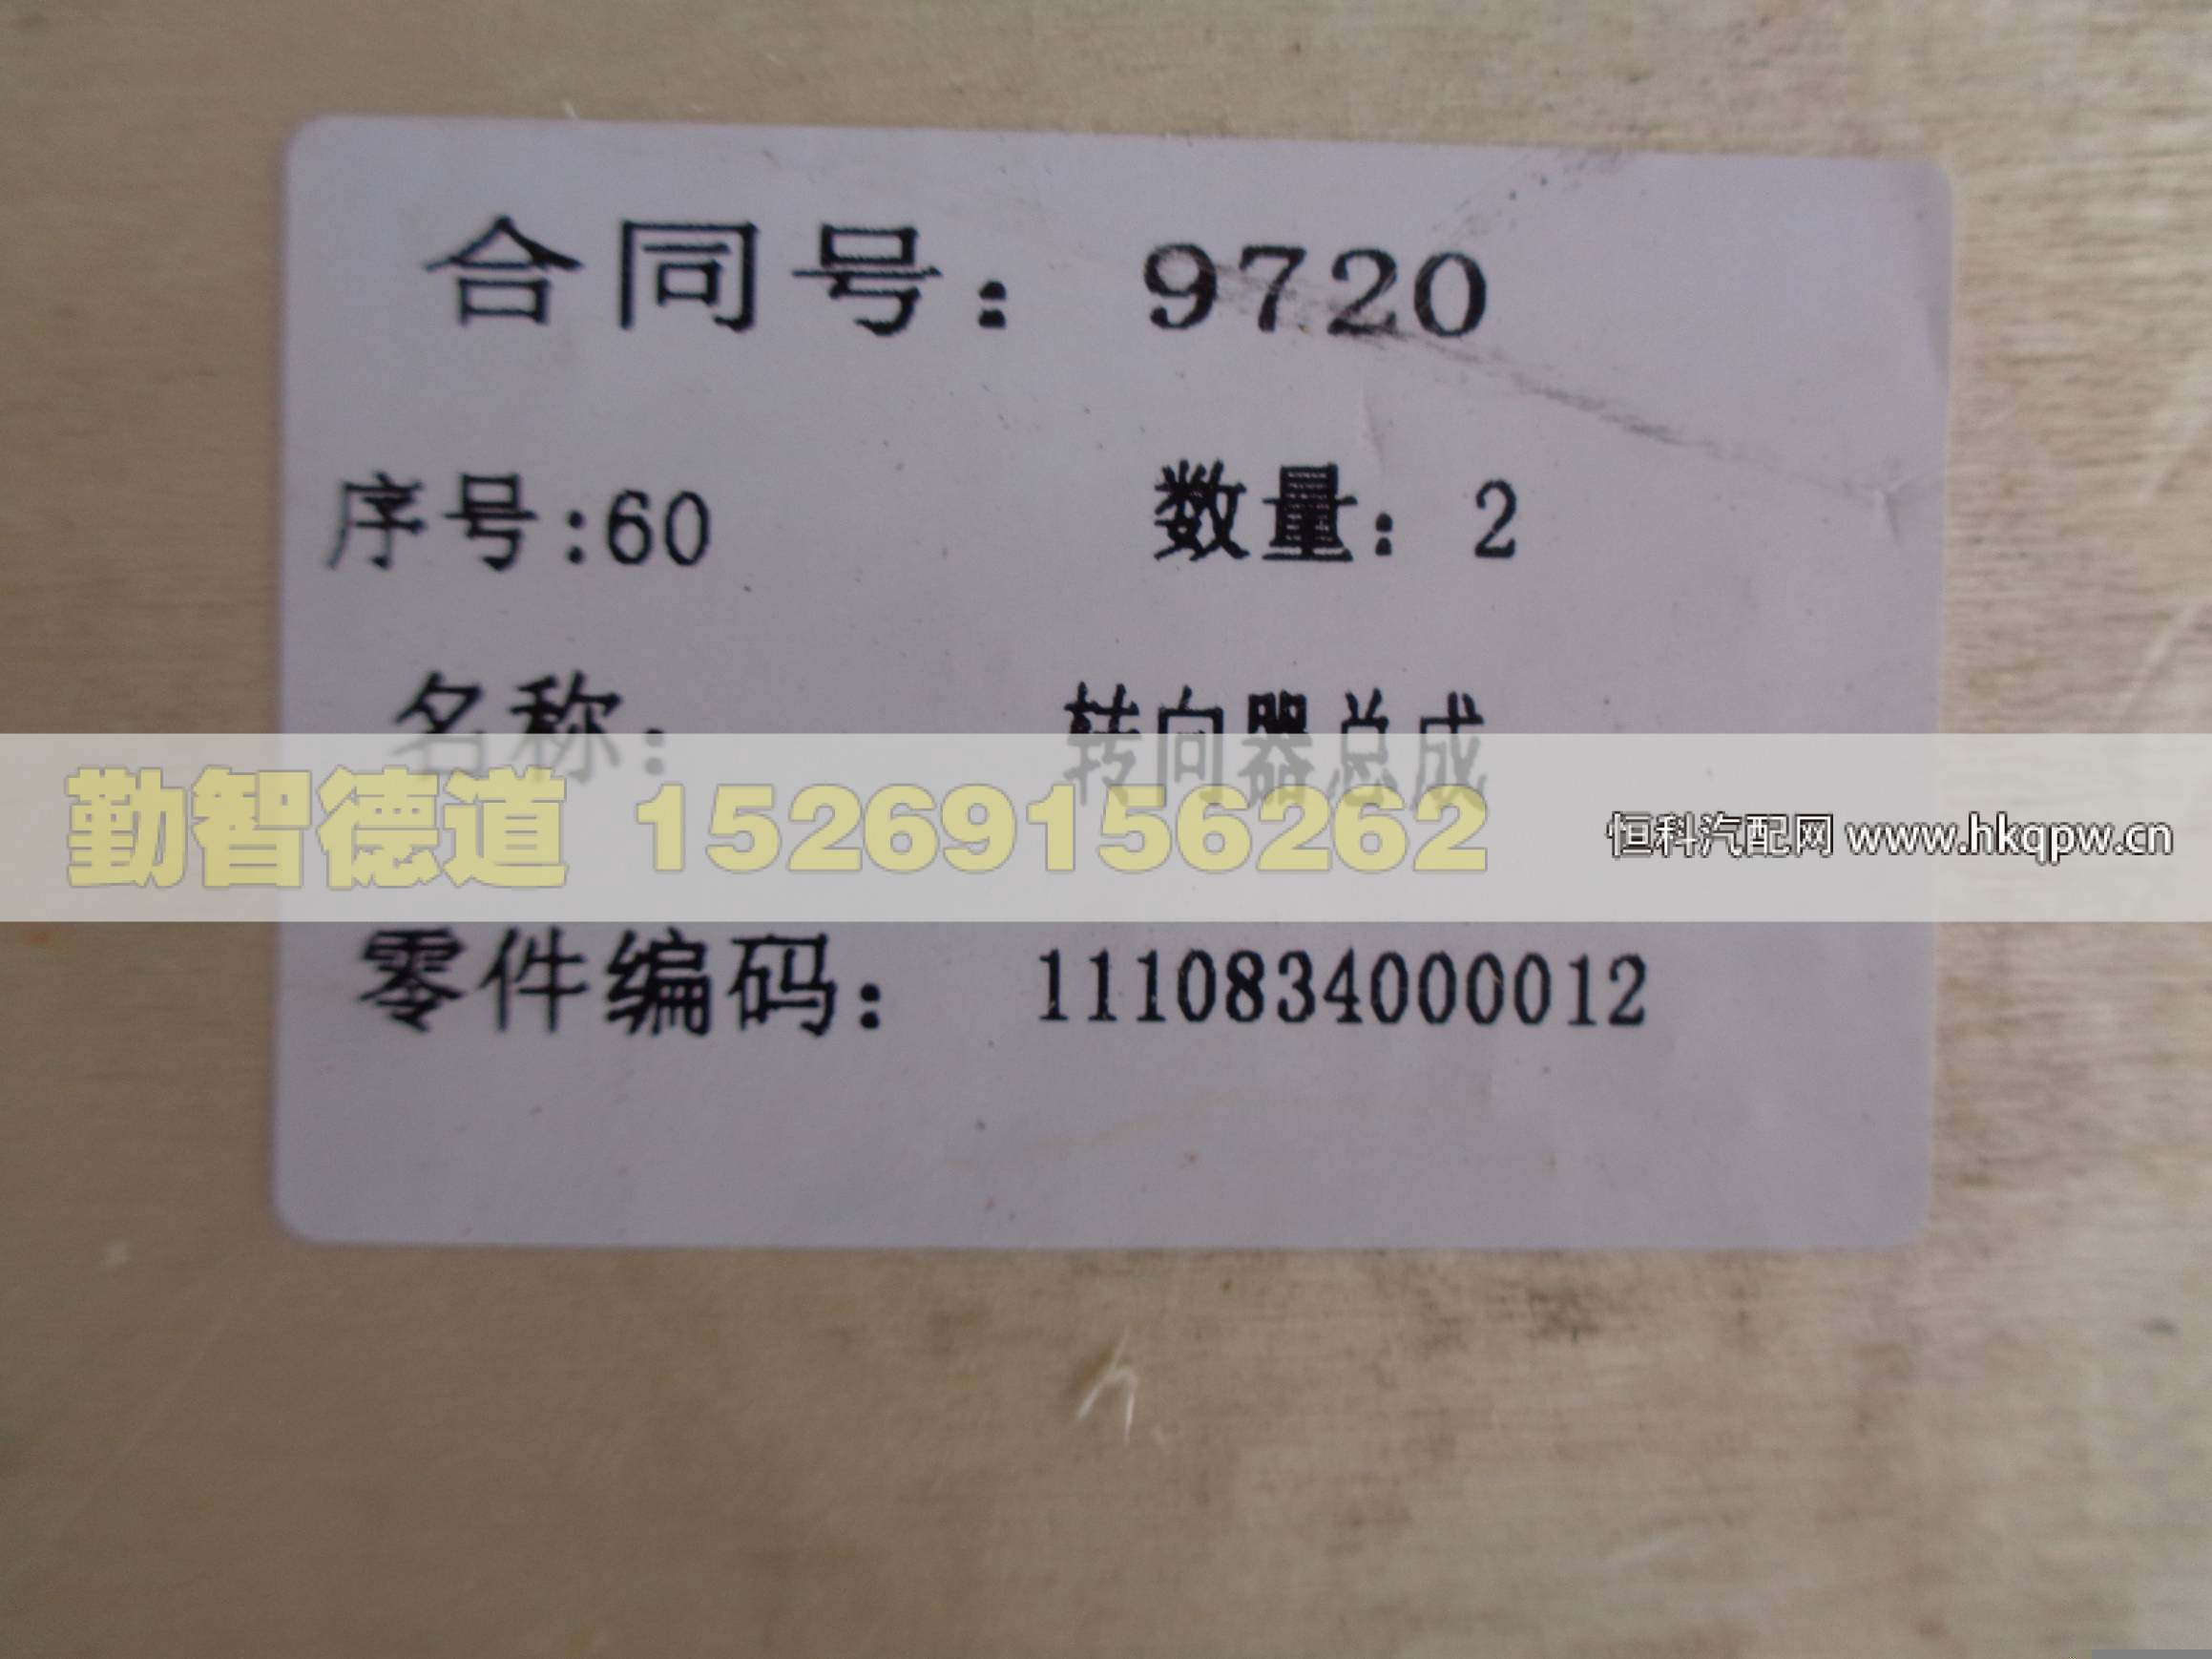 合同号： 9720
序号:60 数量：2
名称： 转向器总成
勤智德道 15269156262 恒科汽配网 www.hkqpw.cn
零件编码： 1110834000012